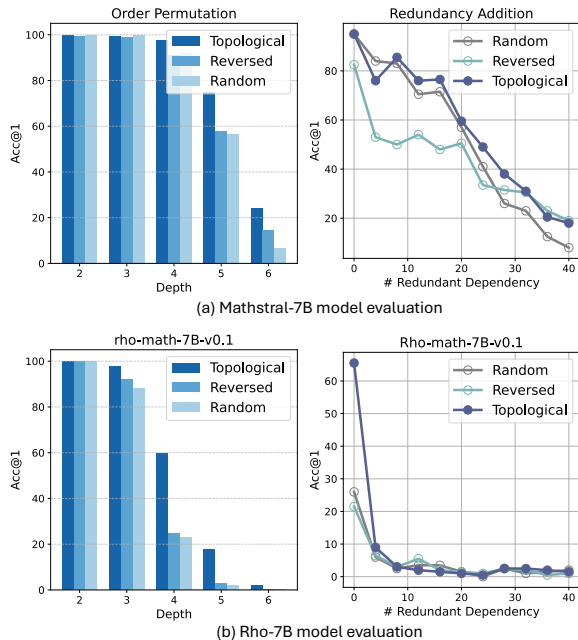 Order Permutation
Redundancy Addition
Acc@1
100
80
60
40
20
0
Topological
Reversed
Random
2 3 4 5 6
Depth
80
60
40
20
Random
Reversed
Topological
0 10 20 30 40
# Redundant Dependency
(a) Mathstral-7B model evaluation
rho-math-7B-v0.1
Rho-math-7B-v0.1
Acc@1
100
80
60
40
20
0
Topological
Reversed
Random
2 3 4 5 6
Depth
Acc@1
60
50
40
30
20
10
0
Random
Reversed
Topological
0 10 20 30 40
# Redundant Dependency
(b) Rho-7B model evaluation